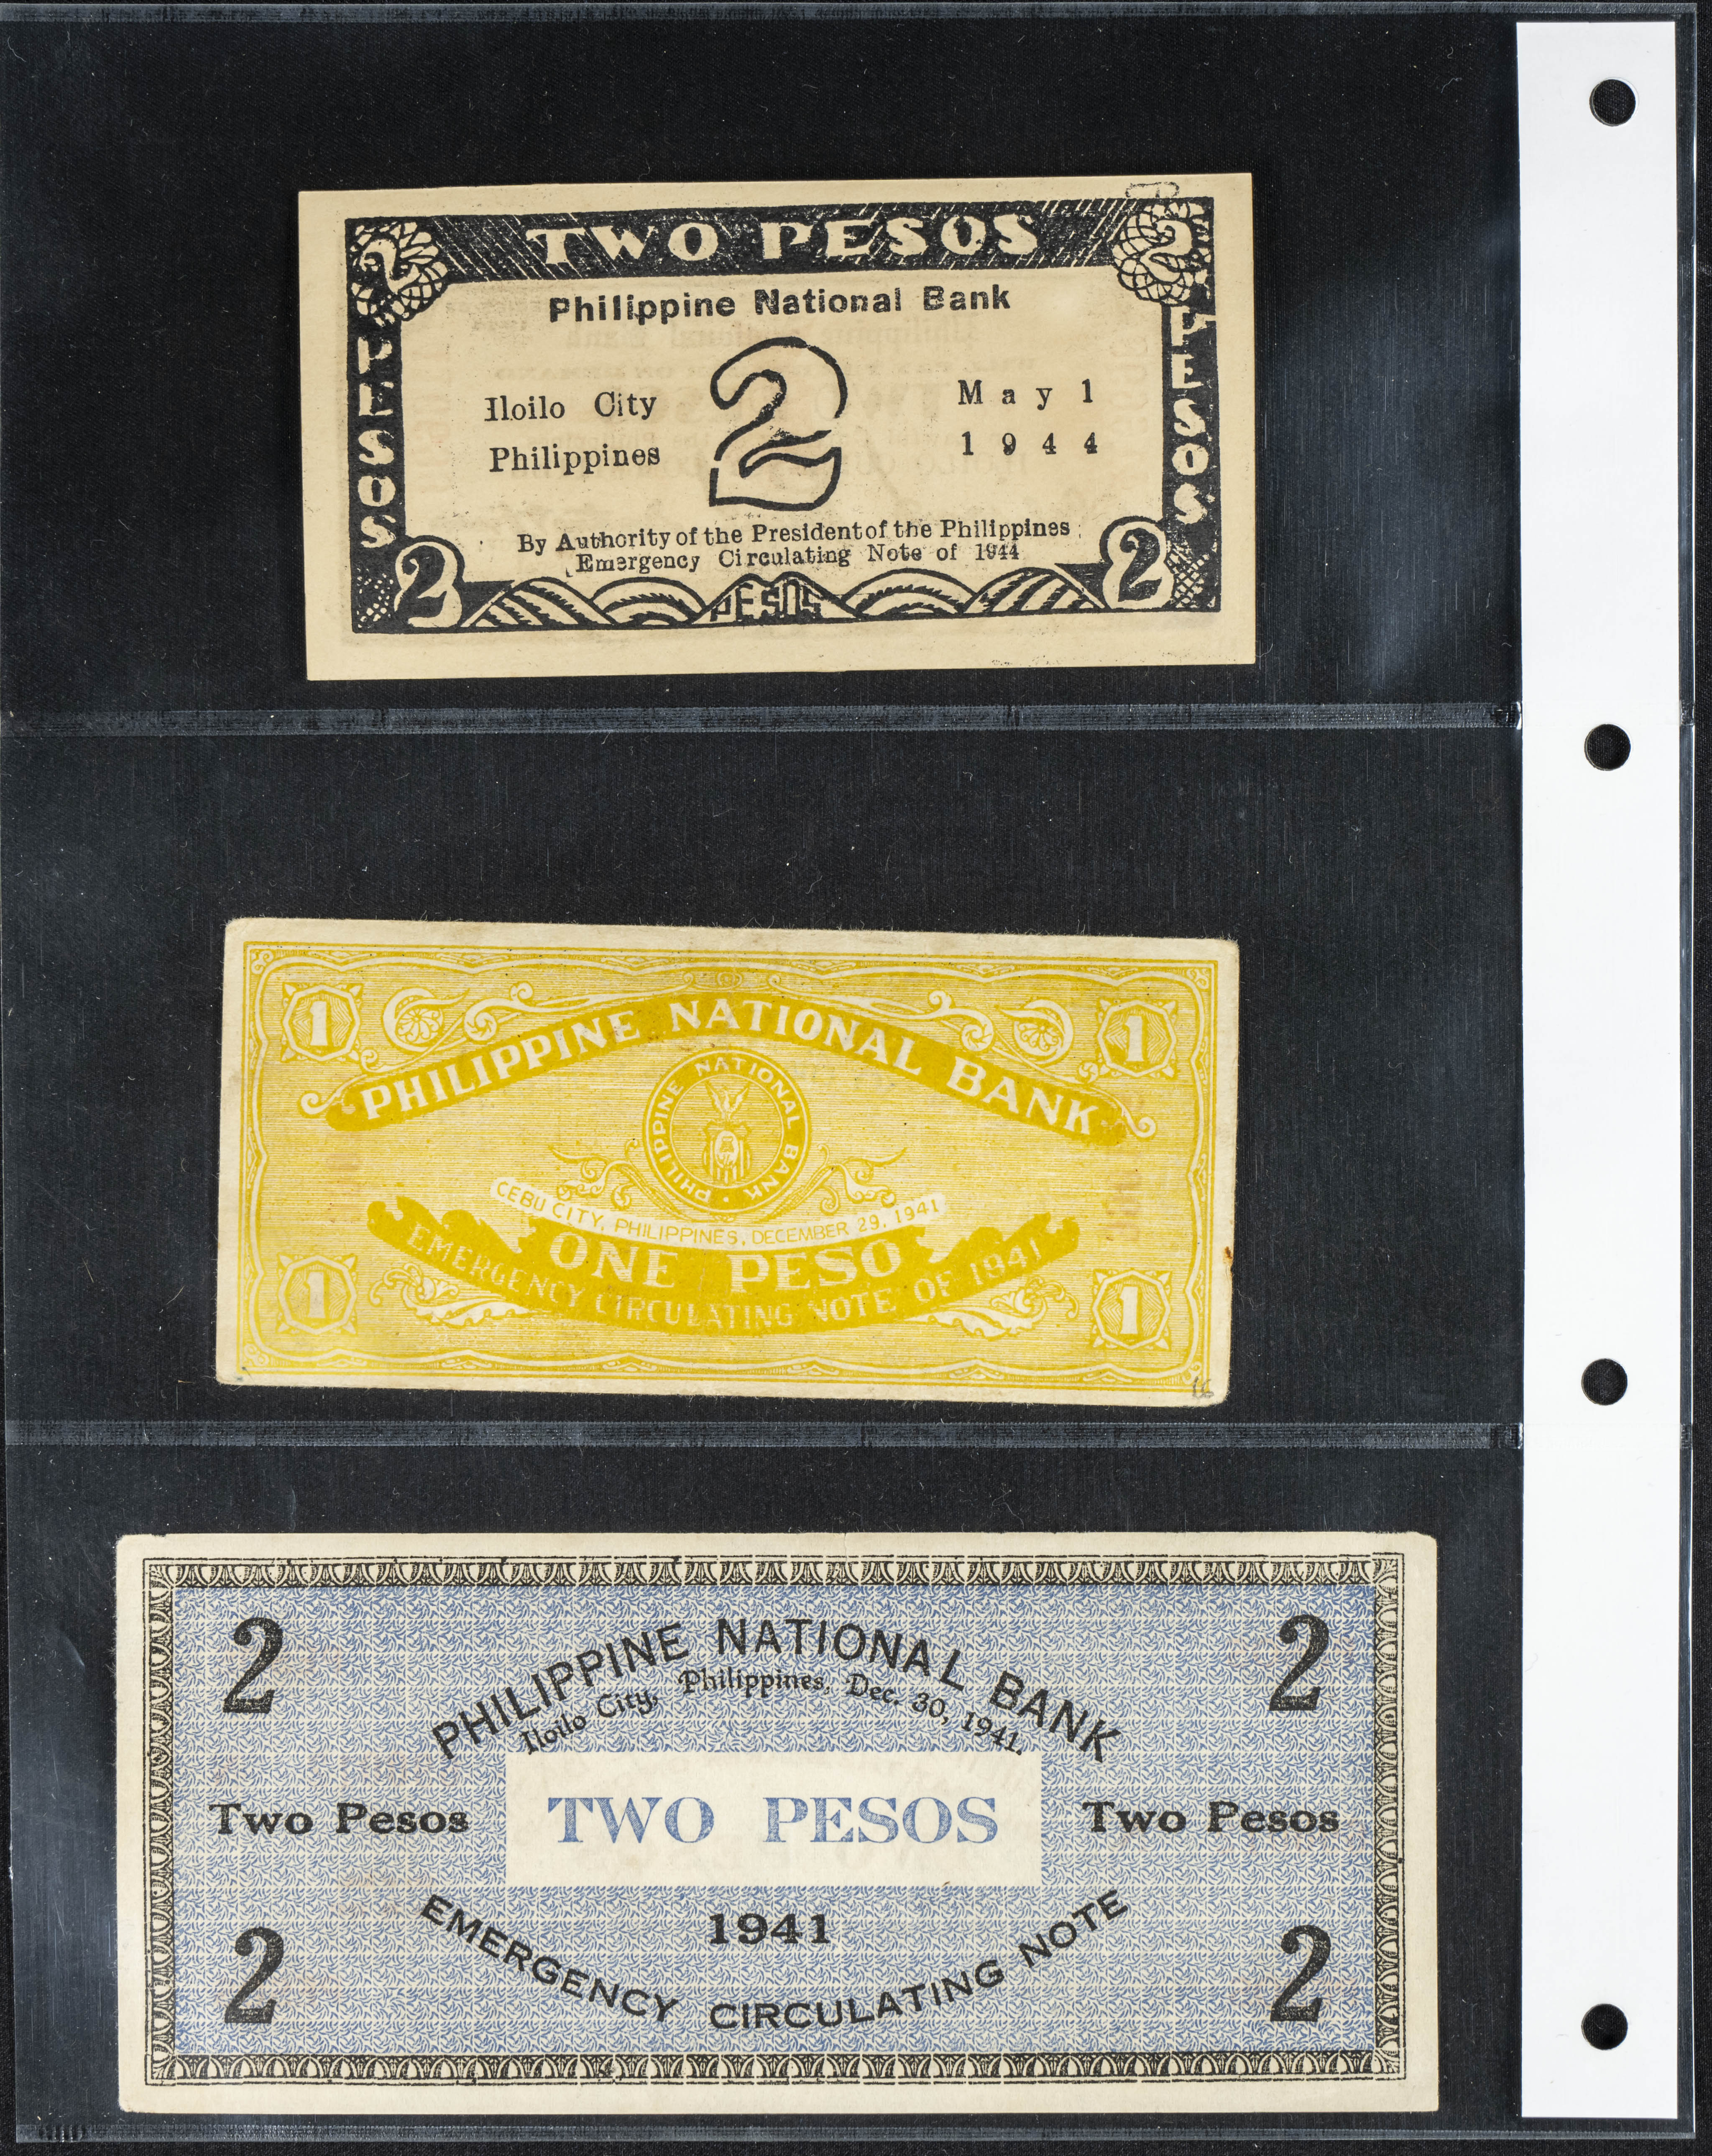 TWO PESOS
2
2
Philippine National Bank
PESOS
PESOS
2
Iloilo City
May 1
Philippines
1944
By Authority of the President of the Philippines
Emergency Circulating Note of 1944
2
PESOS
2
1
1
PHILIPPINE NATIONAL BANK
PHILIPPINE NATIONAL BANK
CEBU CITY, PHILIPPINES, DECEMBER 29, 1941
ONE PESO
EMERGENCY CIRCULATING NOTE OF 1941
1
1
16
2
2
PHILIPPINE NATIONAL BANK
Iloilo City, Philippines, Dec. 30, 1941.
Two Pesos
TWO PESOS
Two Pesos
1941
EMERGENCY CIRCULATING NOTE
2
2